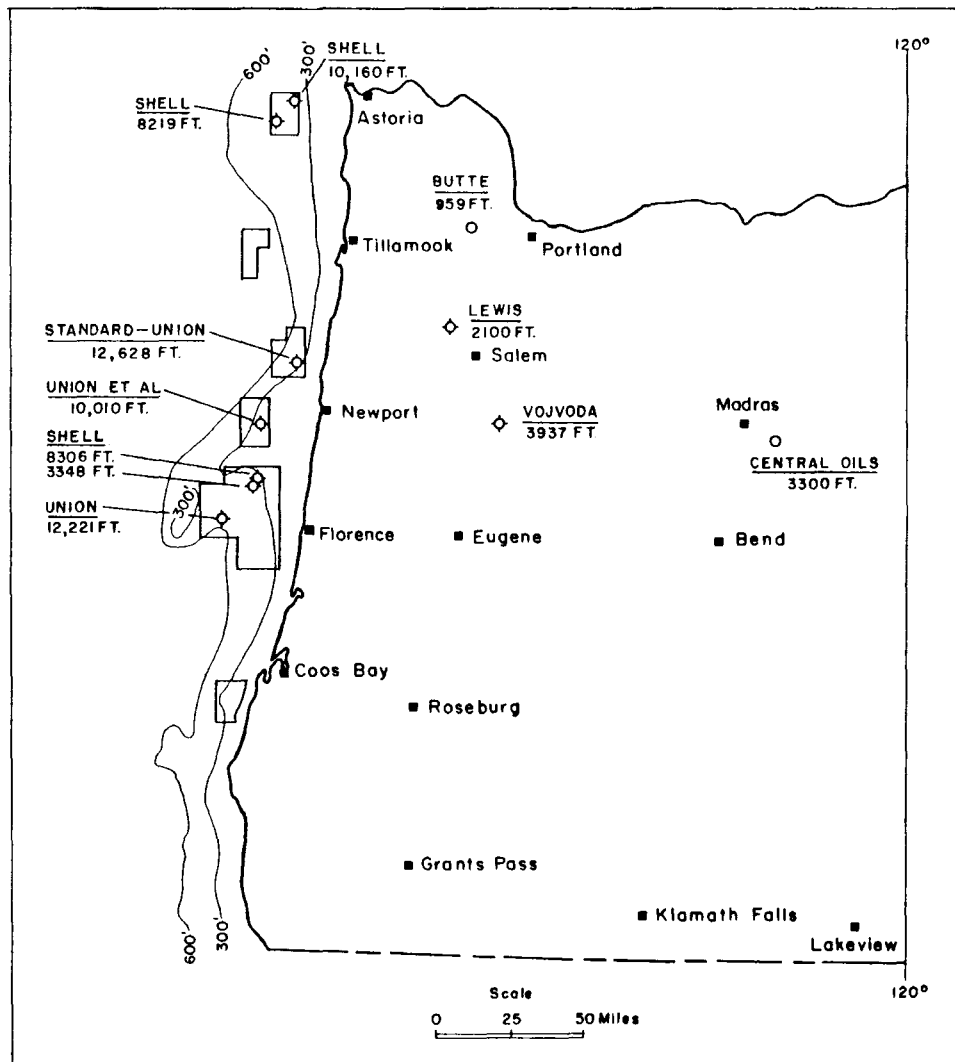 120°
600'
300'
SHELL
10,160 FT.
SHELL
8219 FT.
Astoria
BUTTE
959 FT.
Tillamook
Portland
STANDARD-UNION
12,628 FT.
LEWIS
2100 FT.
Salem
UNION ET AL
10,010 FT.
Newport
VOJVODA
3937 FT.
Madras
SHELL
8306 FT.
3348 FT.
CENTRAL OILS
3300 FT.
UNION
12,221 FT.
300'
Florence
Eugene
Bend
Coos Bay
Roseburg
Grants Pass
Klamath Falls
Lakeview
600'
300'
120°
Scale
0 25 50 Miles